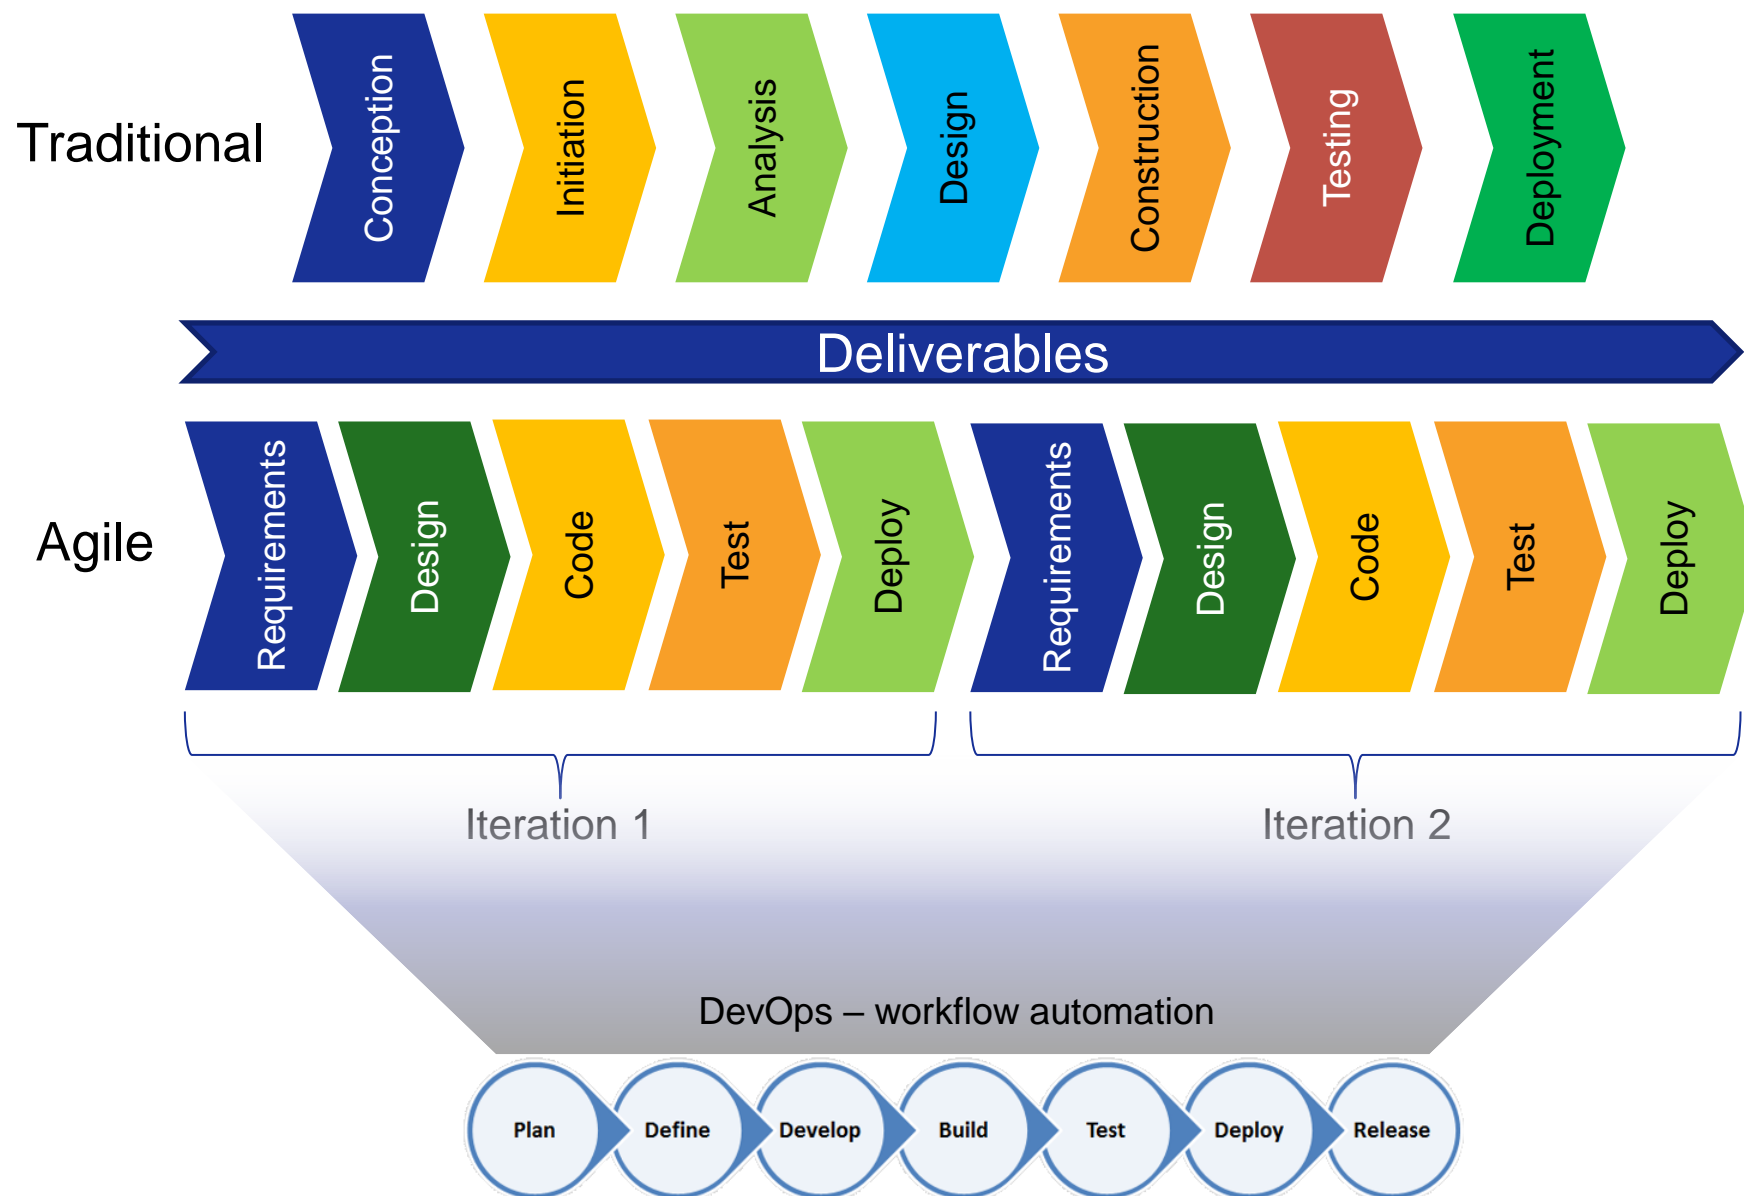 Traditional
Conception
Initiation
Analysis
Design
Construction
Testing
Deployment
Deliverables
Agile
Requirements
Design
Code
Test
Deploy
Requirements
Design
Code
Test
Deploy
Iteration 1
Iteration 2
DevOps – workflow automation
Plan
Define
Develop
Build
Test
Deploy
Release